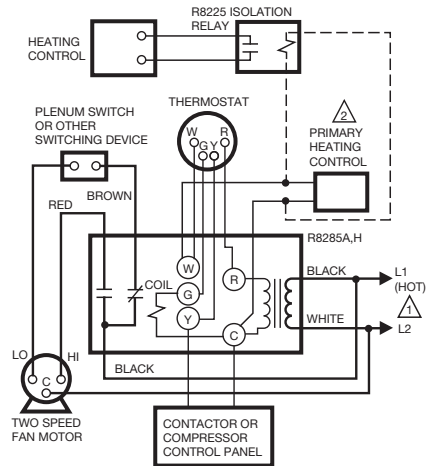 R8225 ISOLATION
RELAY
HEATING
CONTROL
PLENUM SWITCH
OR OTHER
SWITCHING DEVICE
THERMOSTAT
W
R
G
Y
2
PRIMARY
HEATING
CONTROL
BROWN
RED
R8285A,H
W
R
COIL
G
Y
C
BLACK
L1
(HOT)
1
WHITE
L2
LO
HI
C
BLACK
TWO SPEED
FAN MOTOR
CONTACTOR OR
COMPRESSOR
CONTROL PANEL